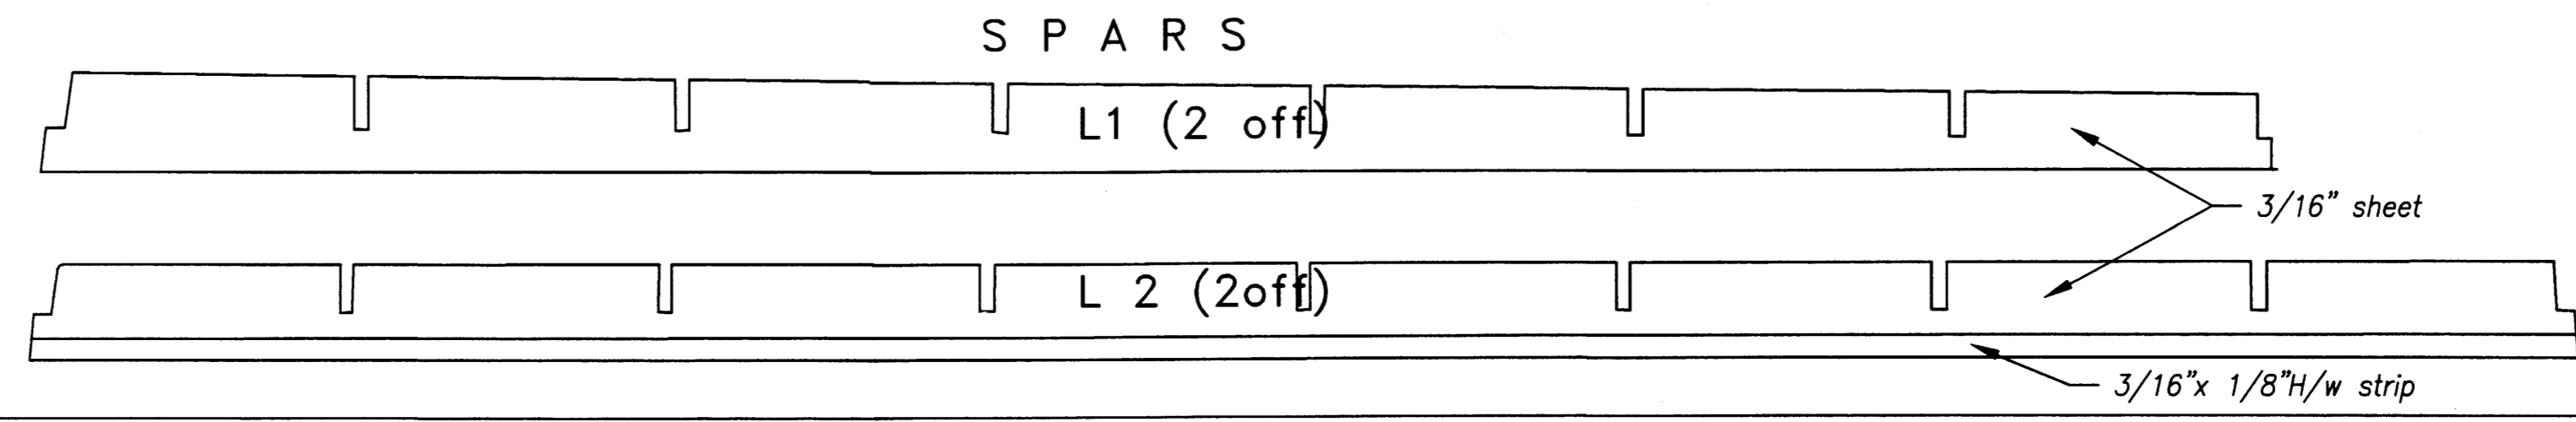 S P A R S
L1 (2 off)
3/16” sheet
L 2 (2off)
3/16”x 1/8”H/w strip